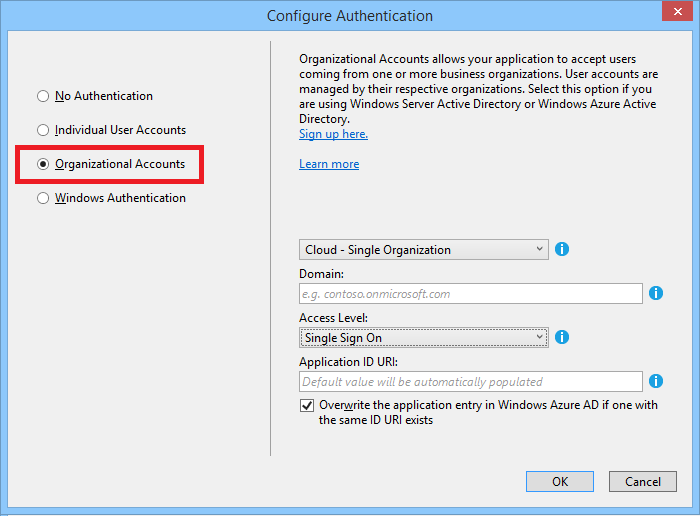 Configure Authentication
No Authentication
Individual User Accounts
Organizational Accounts
Windows Authentication
Organizational Accounts allows your application to accept users
coming from one or more business organizations. User accounts are
managed by their respective organizations. Select this option if you
are using Windows Server Active Directory or Windows Azure Active
Directory.
Sign up here.
Learn more
Cloud - Single Organization
Domain:
e.g. contoso.onmicrosoft.com
Access Level:
Single Sign On
Application ID URI:
Default value will be automatically populated
Overwrite the application entry in Windows Azure AD if one with
the same ID URI exists
OK
Cancel